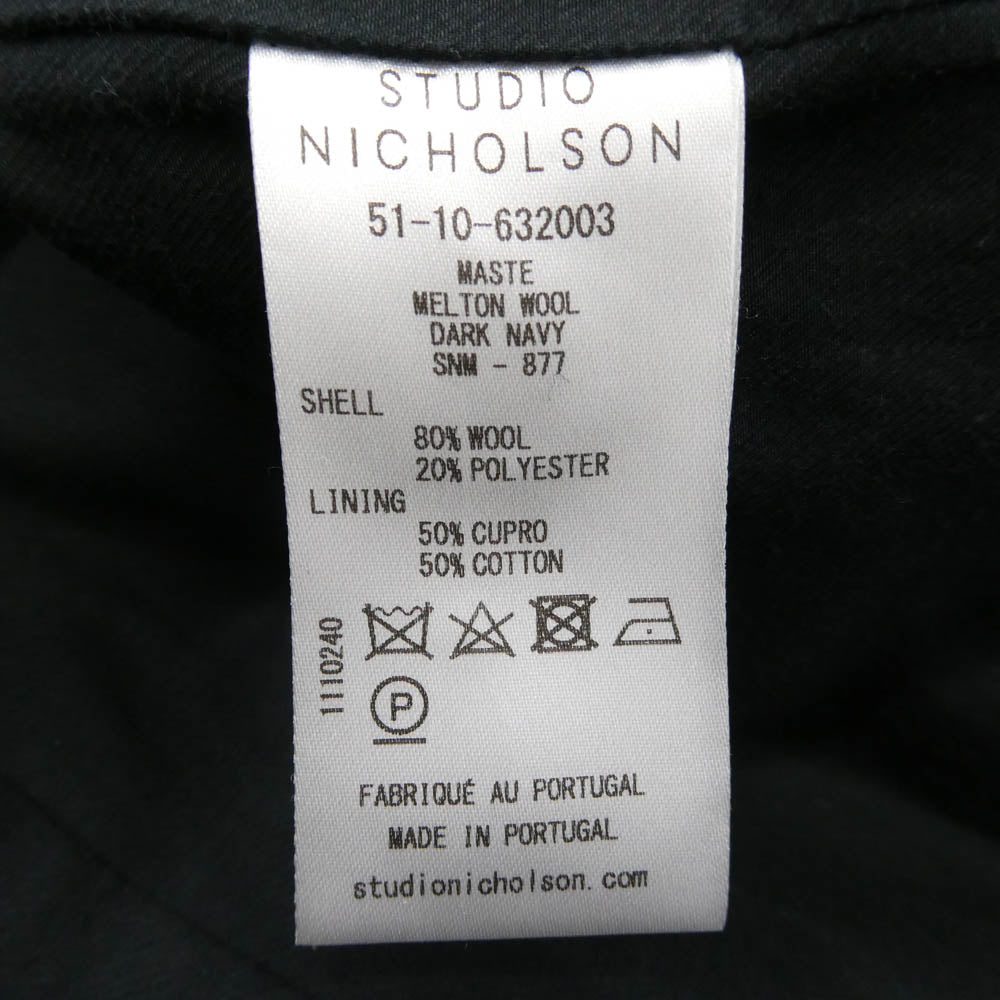 STUDIO
NICHOLSON
51-10-632003
MASTE
MELTON WOOL
DARK NAVY
SNM - 877
SHELL
80% WOOL
20% POLYESTER
LINING
50% CUPRO
50% COTTON
1110240
P
FABRIQUÉ AU PORTUGAL
MADE IN PORTUGAL
studionicholson.com